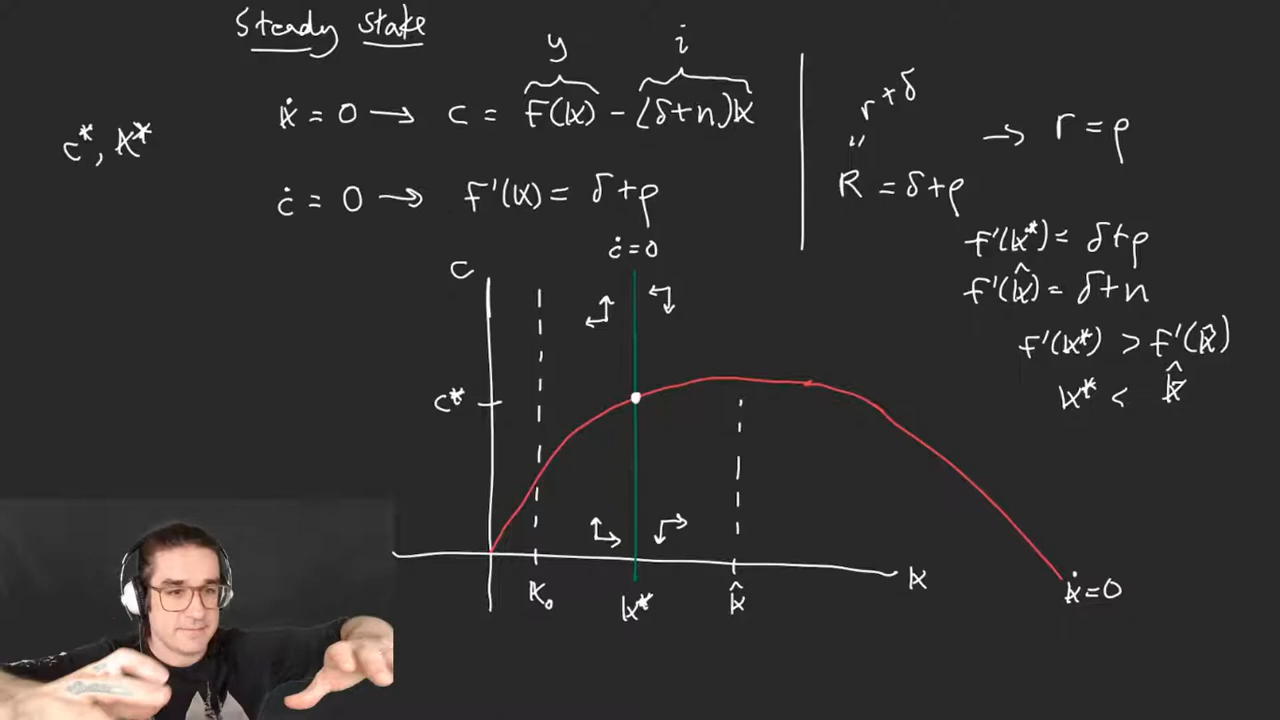 Steady state
y i
k̇ = 0 → c = f(k) - (δ+n)k
c*, k*
ċ = 0 → f'(k) = δ+ρ
r+δ
"
R = δ+ρ
→ r = ρ
f'(k*) = δ+ρ
f'(k̂) = δ+n
f'(k*) > f'(k̂)
k* < k̂
ċ=0
c
c*
k₀
k*
k̂
k
k̇=0